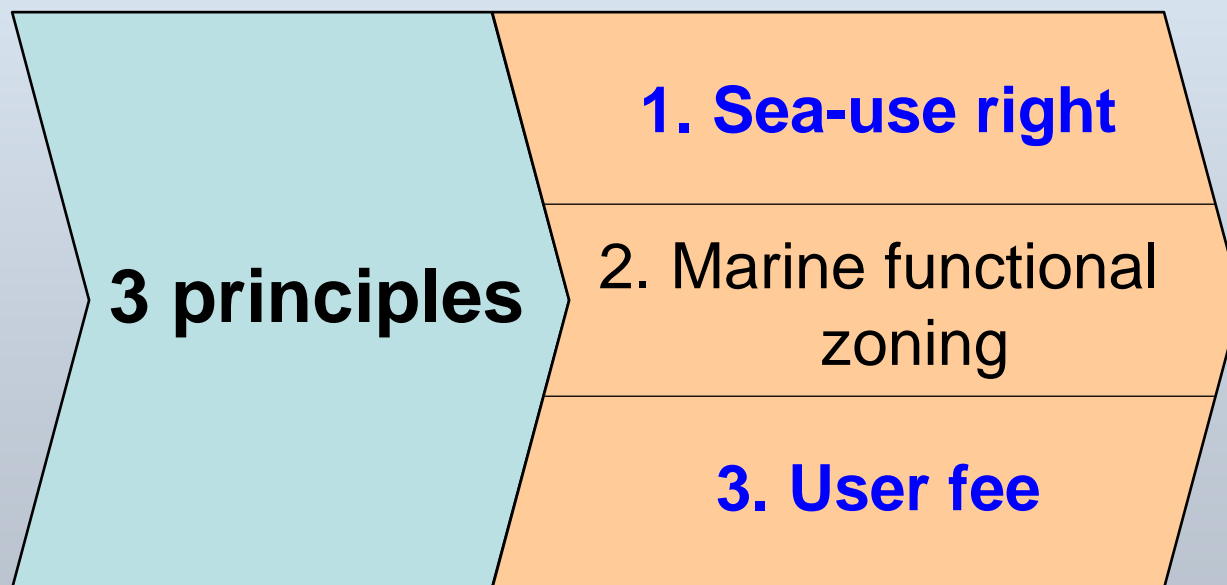 3 principles
1. Sea-use right
2. Marine functional
zoning
3. User fee